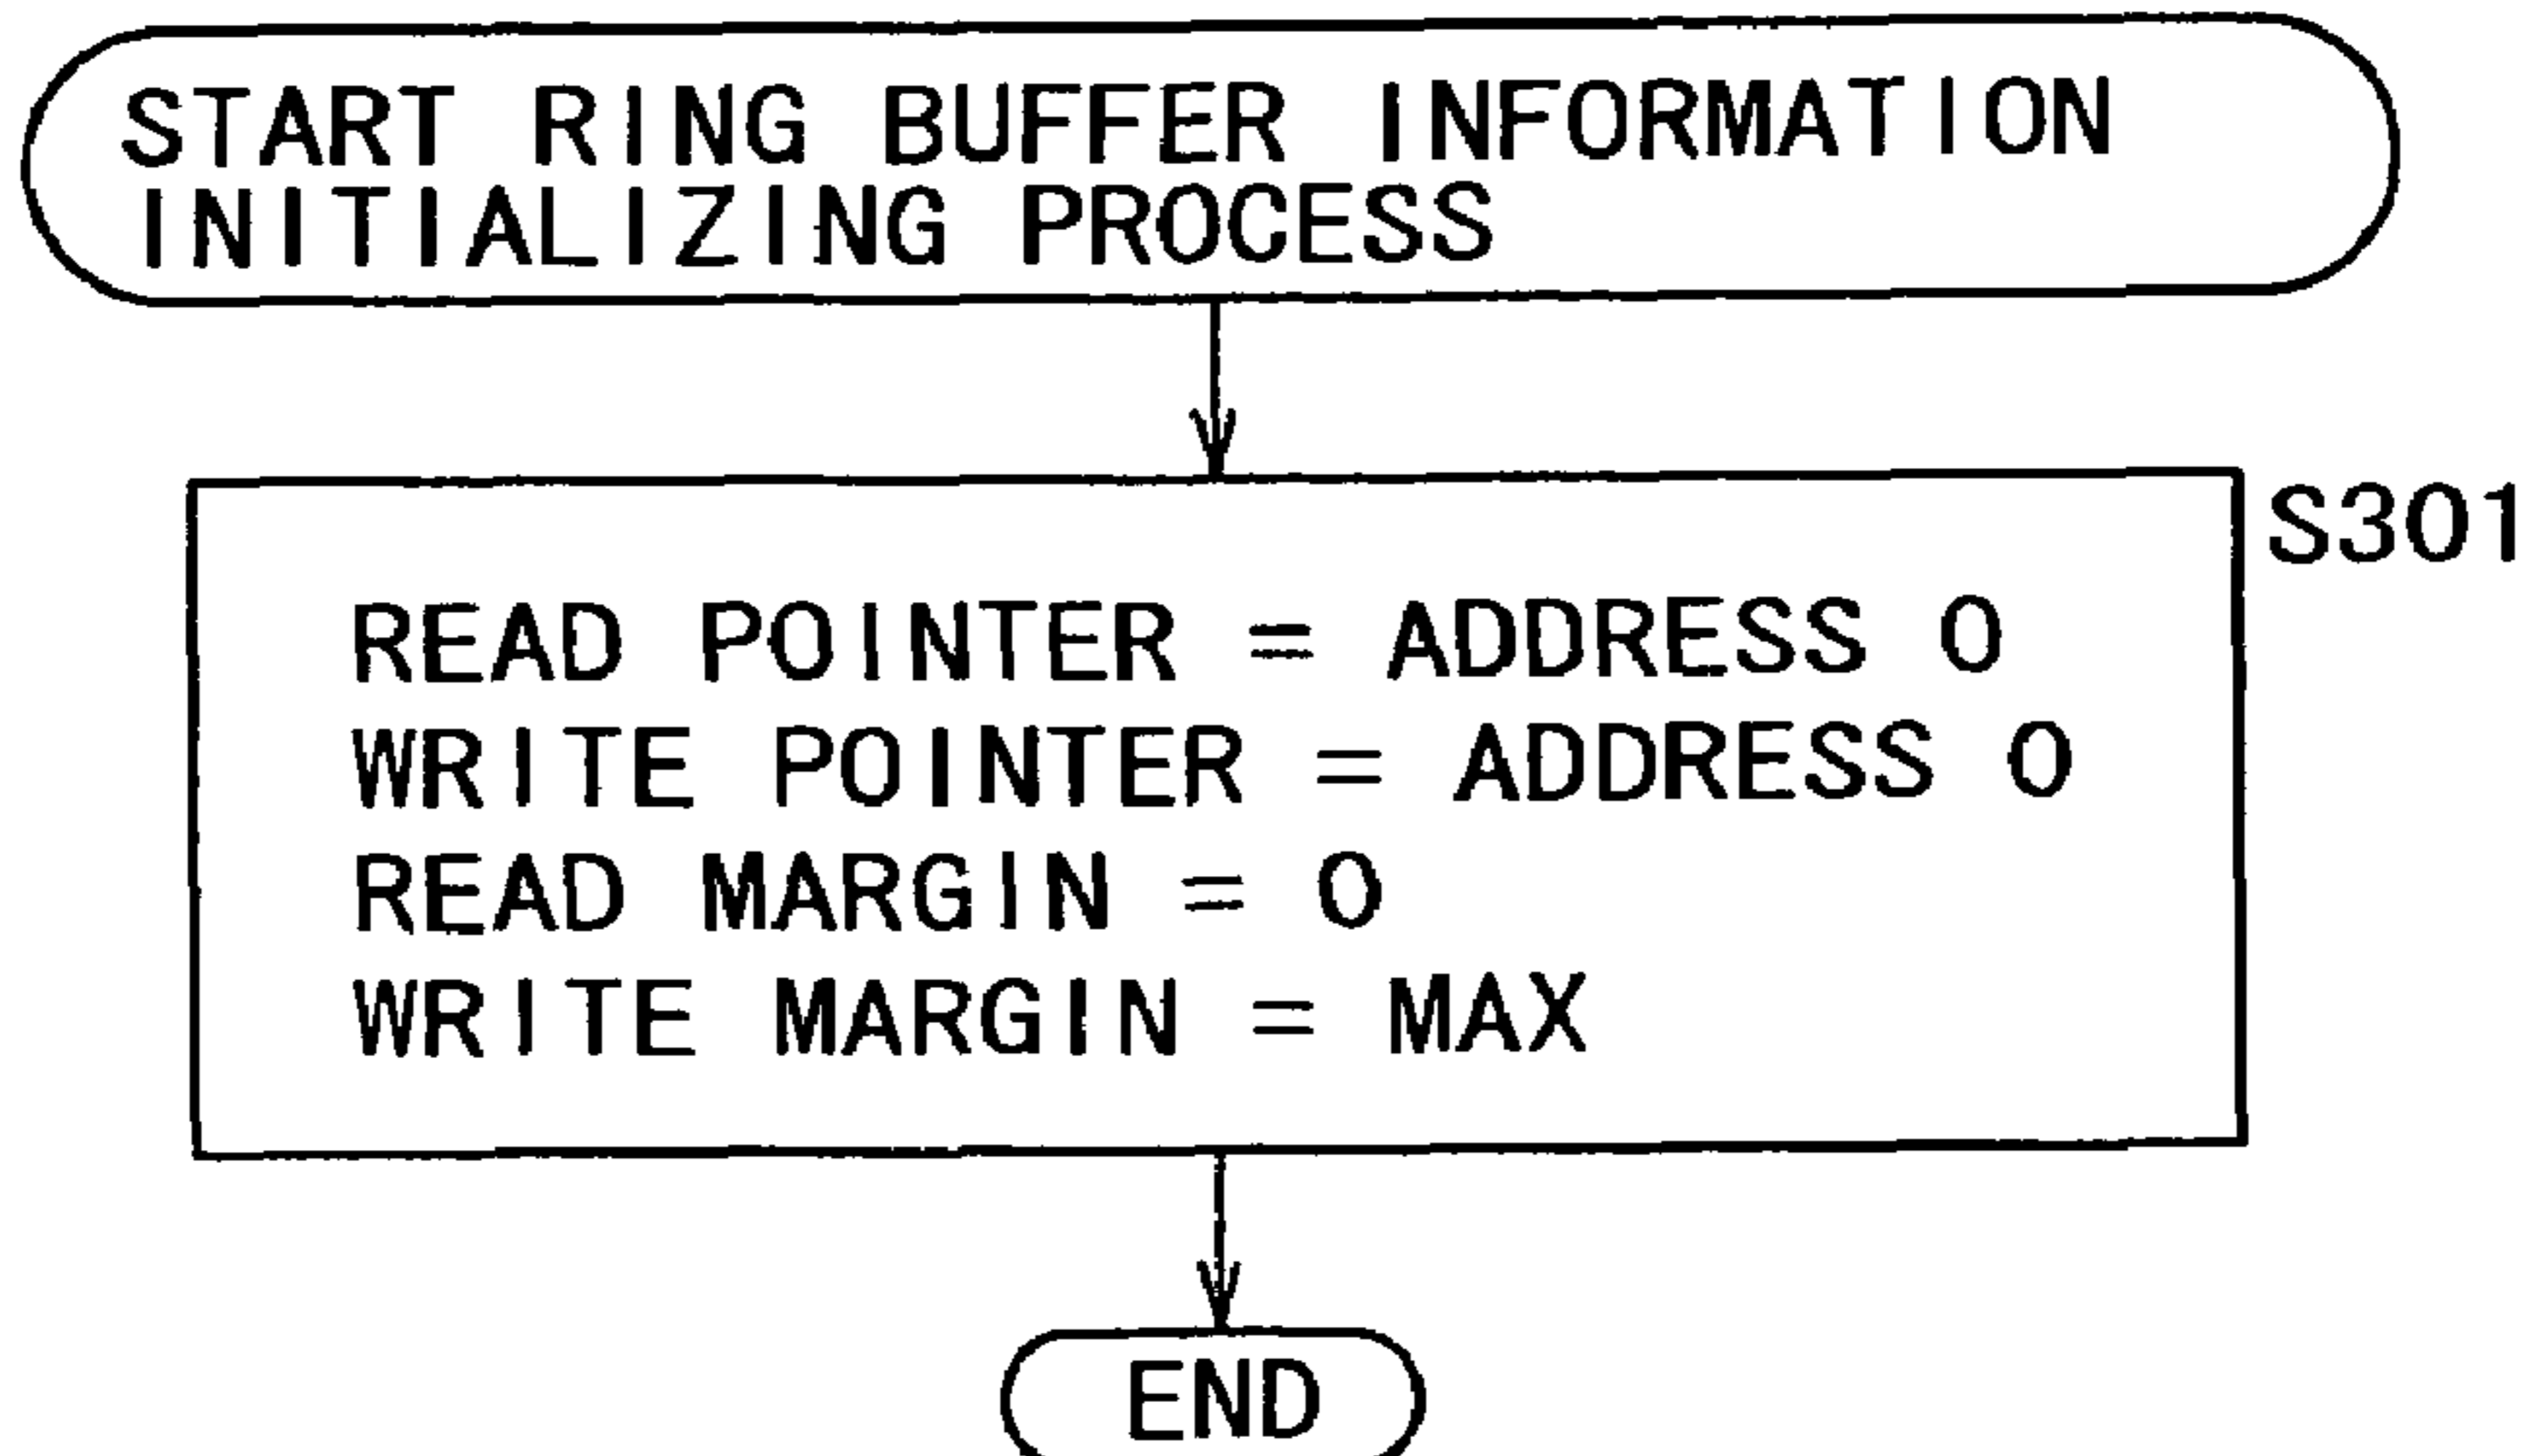 START RING BUFFER INFORMATION
INITIALIZING PROCESS
S301
READ POINTER = ADDRESS 0
WRITE POINTER = ADDRESS 0
READ MARGIN = 0
WRITE MARGIN = MAX
END